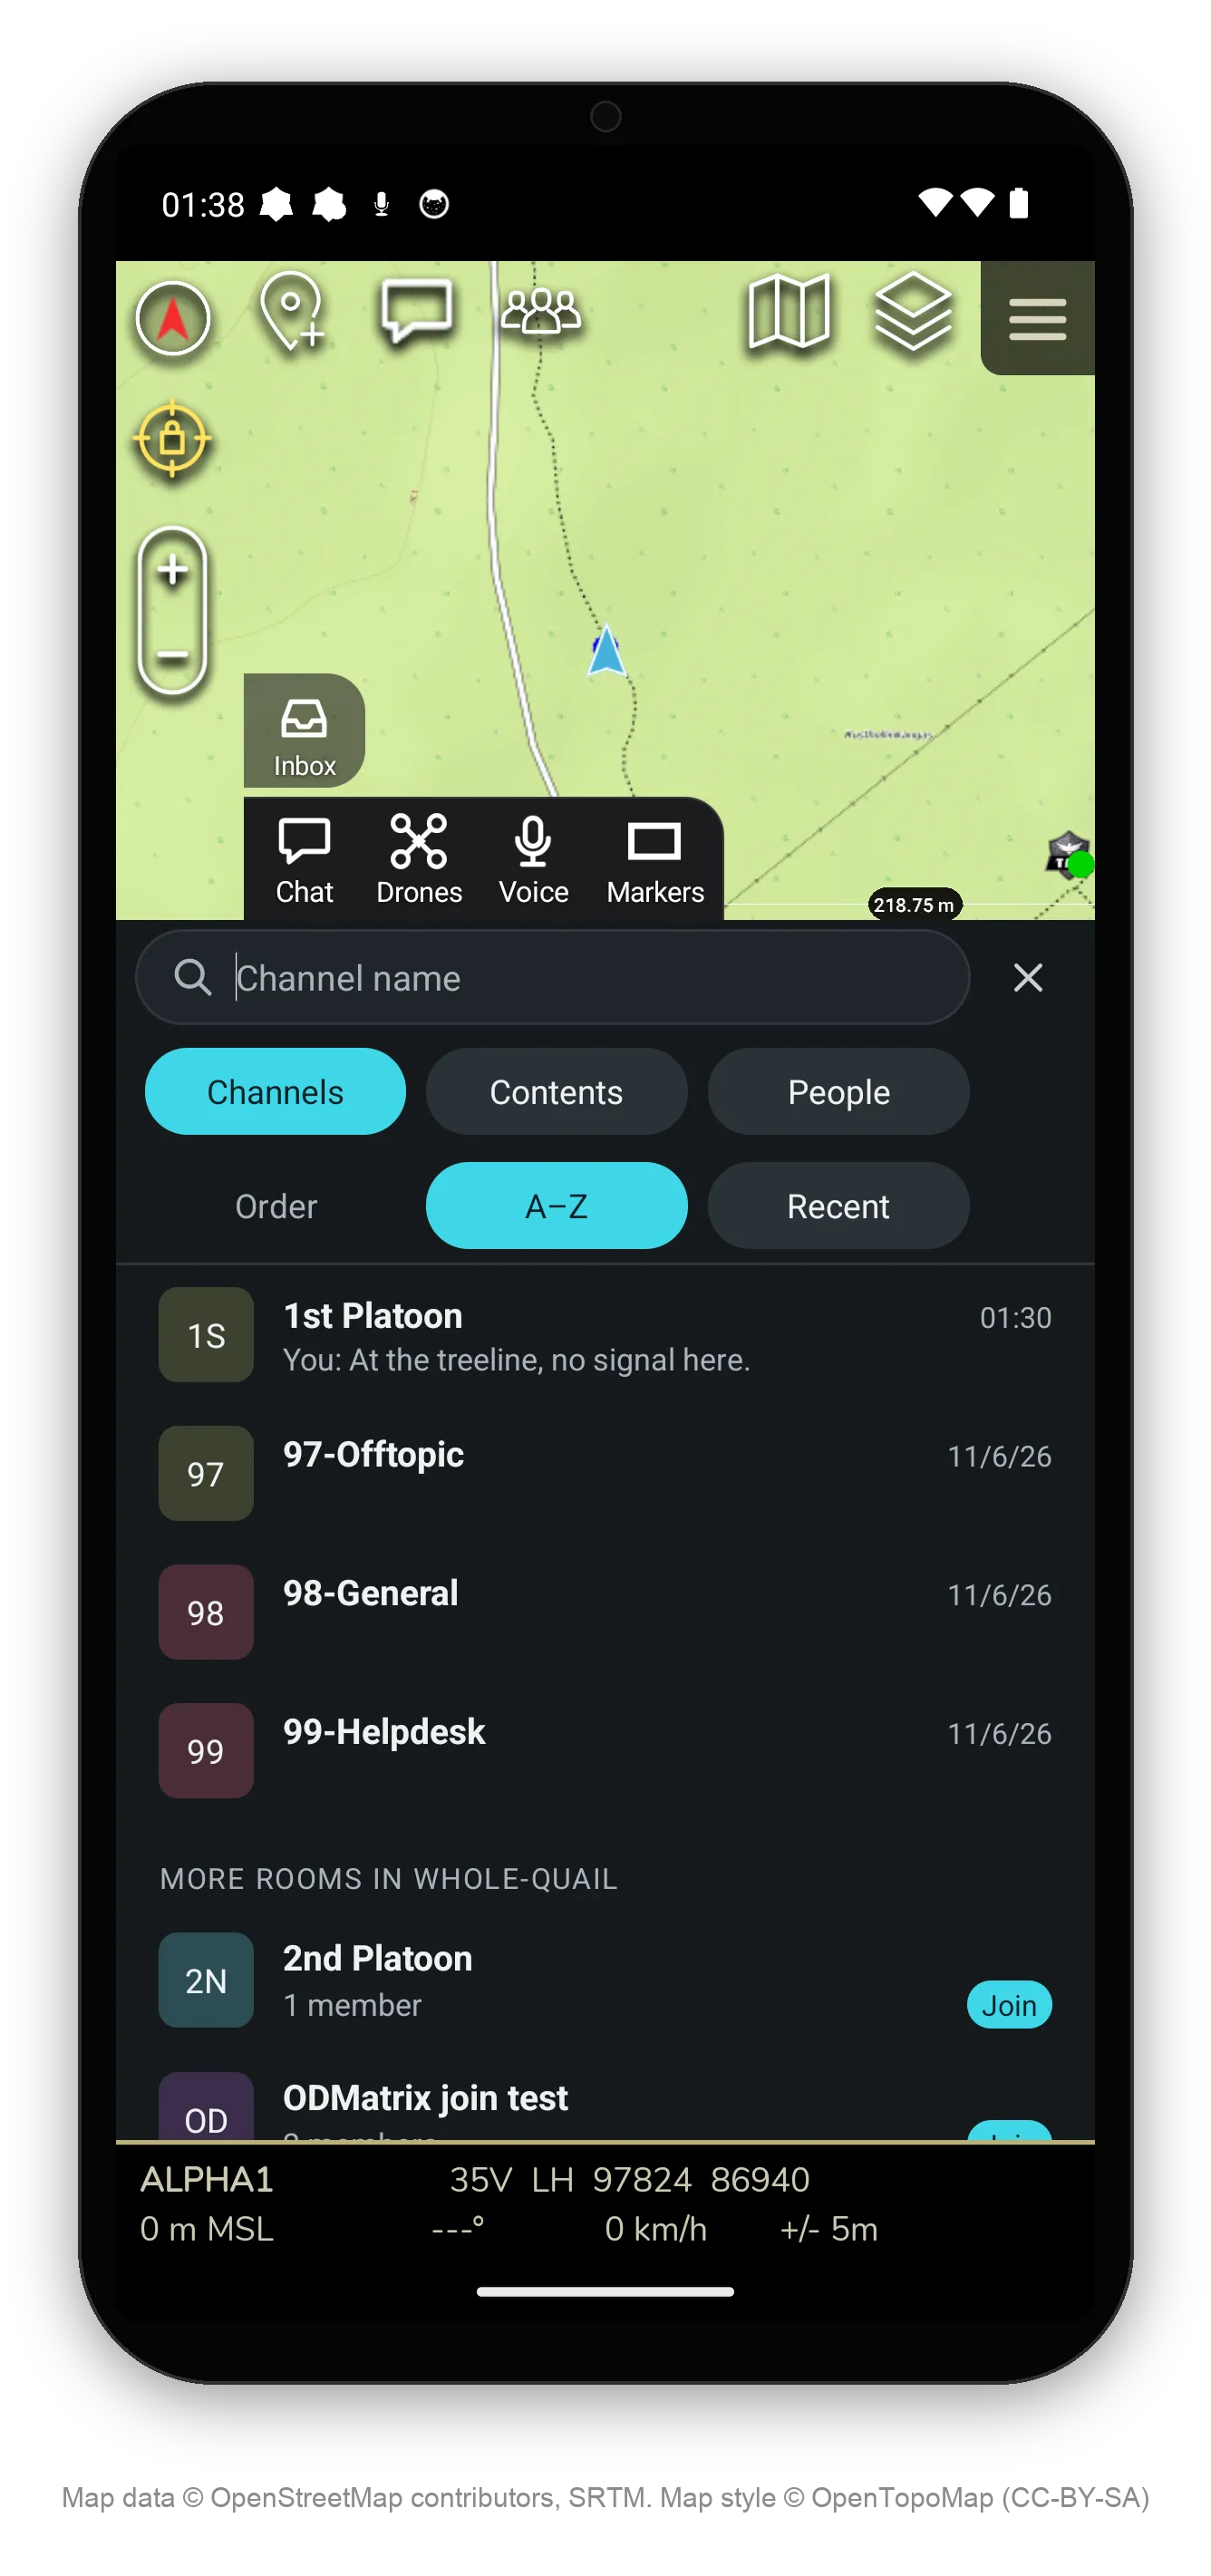 01:38
Inbox
Chat Drones Voice Markers
218.75 m
Channel name
Channels Contents People
Order A–Z Recent
1S 1st Platoon 01:30
You: At the treeline, no signal here.
97 97-Offtopic 11/6/26
98 98-General 11/6/26
99 99-Helpdesk 11/6/26
MORE ROOMS IN WHOLE-QUAIL
2N 2nd Platoon
1 member Join
OD ODMatrix join test
ALPHA1 35V LH 97824 86940
0 m MSL ---° 0 km/h +/- 5m
Map data © OpenStreetMap contributors, SRTM. Map style © OpenTopoMap (CC-BY-SA)